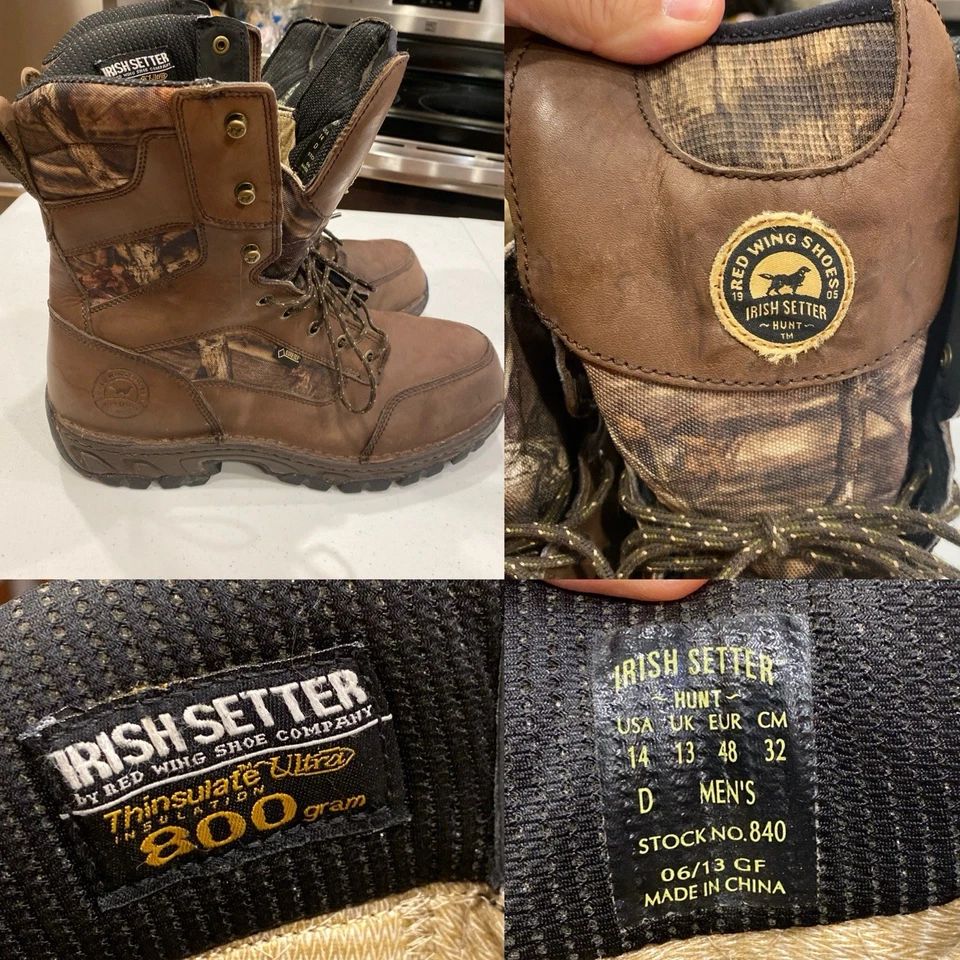 IRISH SETTER
RED WING SHOES
19 05
IRISH SETTER
~ HUNT ~
TM
IRISH SETTER
by RED WING SHOE COMPANY
Thinsulate™ Ultra
INSULATION
800 gram
IRISH SETTER
~ HUNT ~
USA UK EUR CM
14 13 48 32
D MEN'S
STOCK NO. 840
06/13 GF
MADE IN CHINA